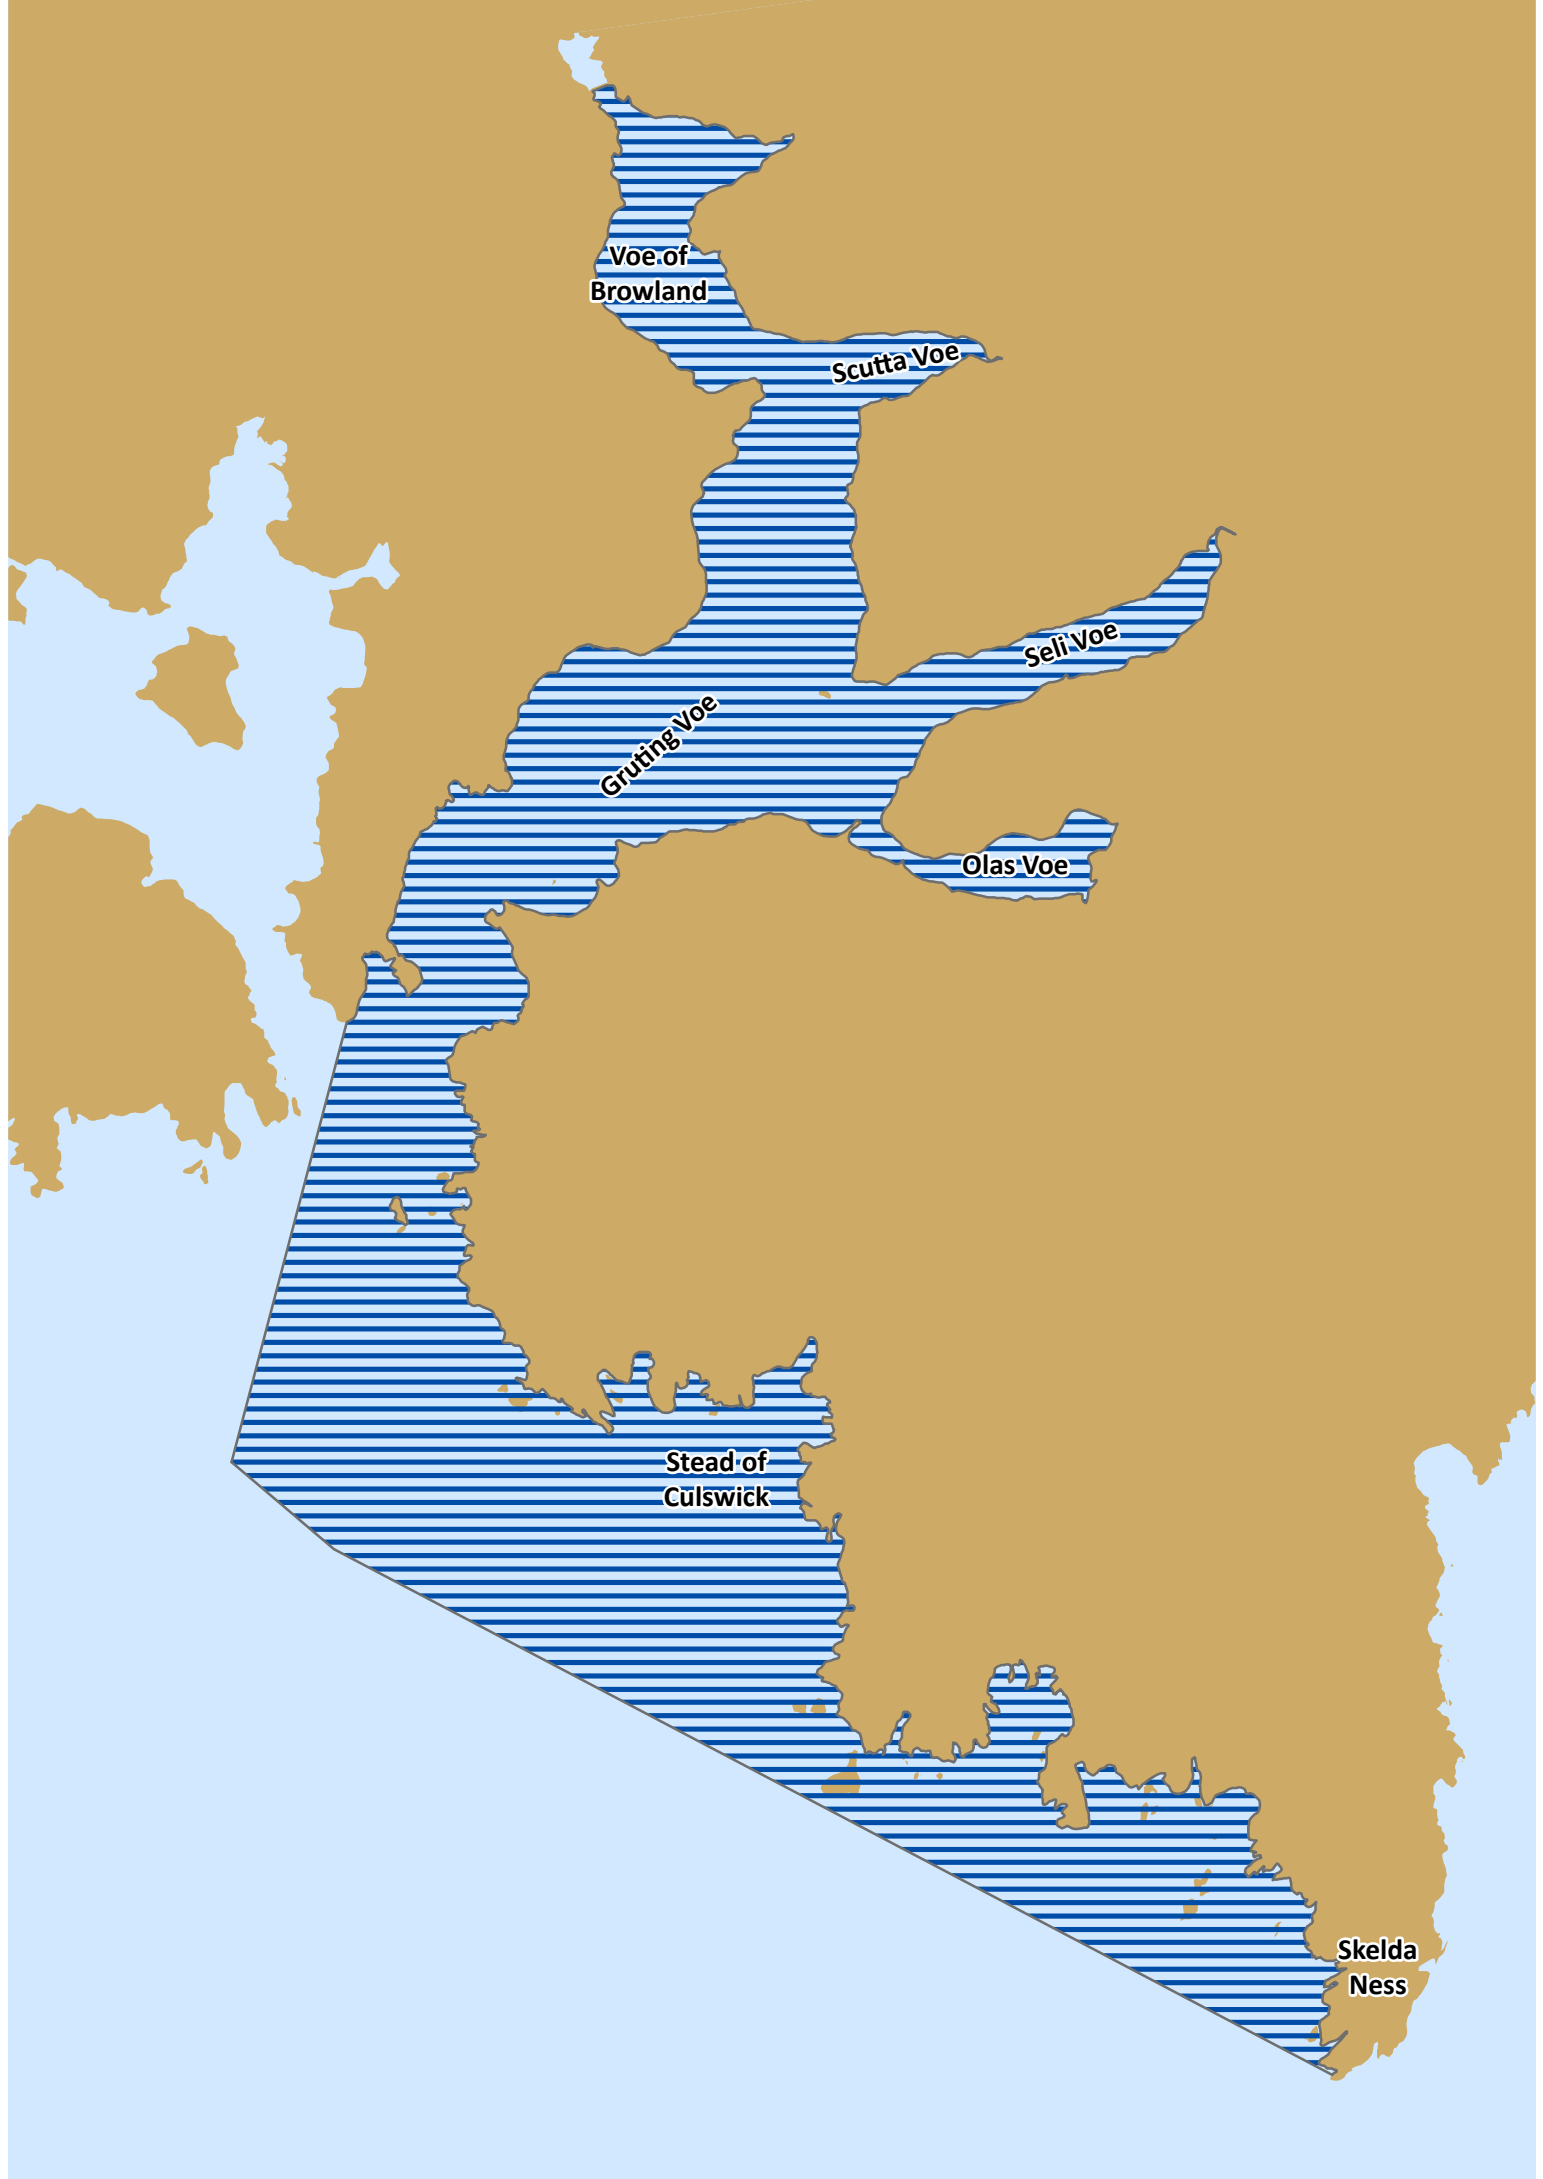 Voe of
Browland
Scutta Voe
Seli Voe
Gruting Voe
Olas Voe
Stead of
Culswick
Skelda
Ness